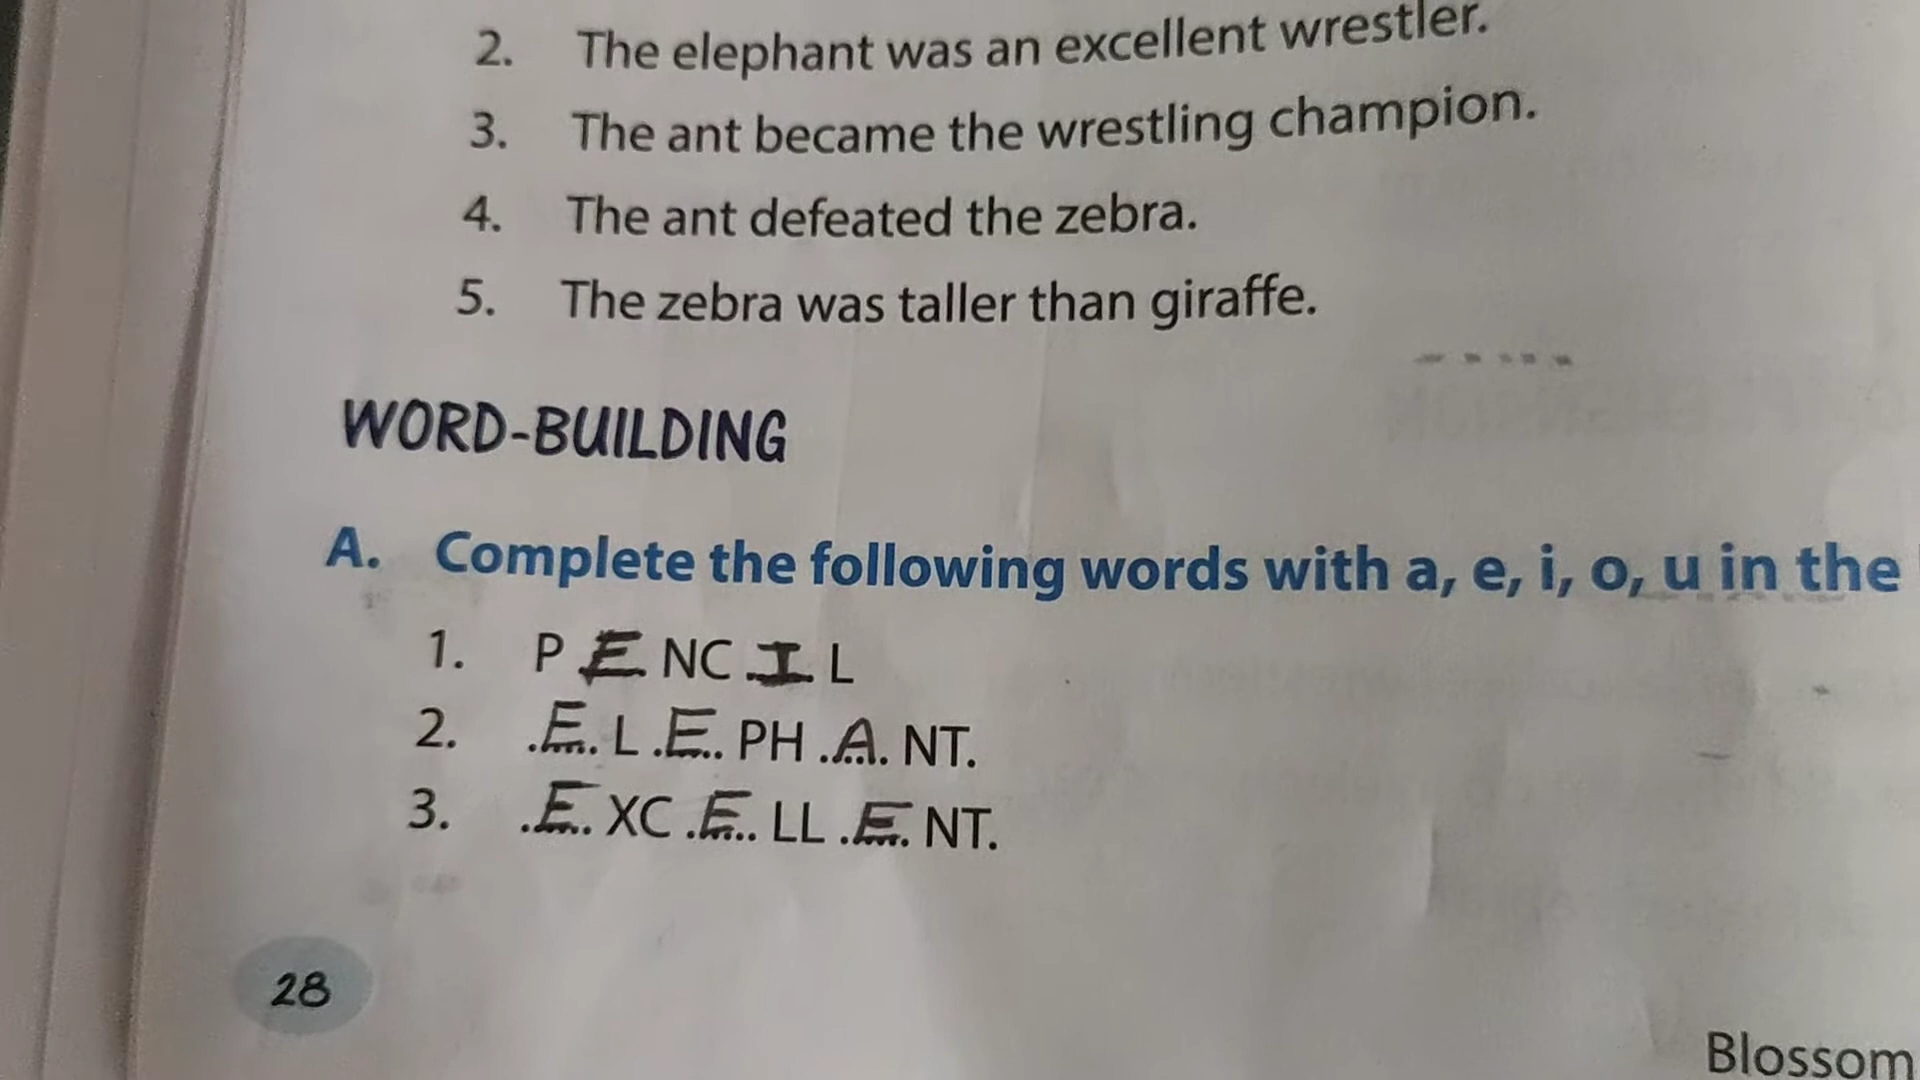 2. The elephant was an excellent wrestler.
3. The ant became the wrestling champion.
4. The ant defeated the zebra.
5. The zebra was taller than giraffe.
WORD-BUILDING
A. Complete the following words with a, e, i, o, u in the
1. P E NC I L
2. .E. L .E.. PH .A. NT.
3. .E. XC .E.. LL .E. NT.
28
Blossom